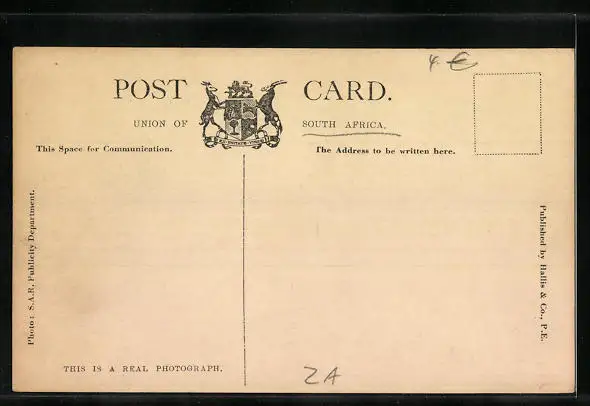 4.€
POST CARD.
UNION OF SOUTH AFRICA.
This Space for Communication.
The Address to be written here.
Photo: S.A.R. Publicity Department.
Published by Hallis & Co., P.E.
THIS IS A REAL PHOTOGRAPH.
ZA